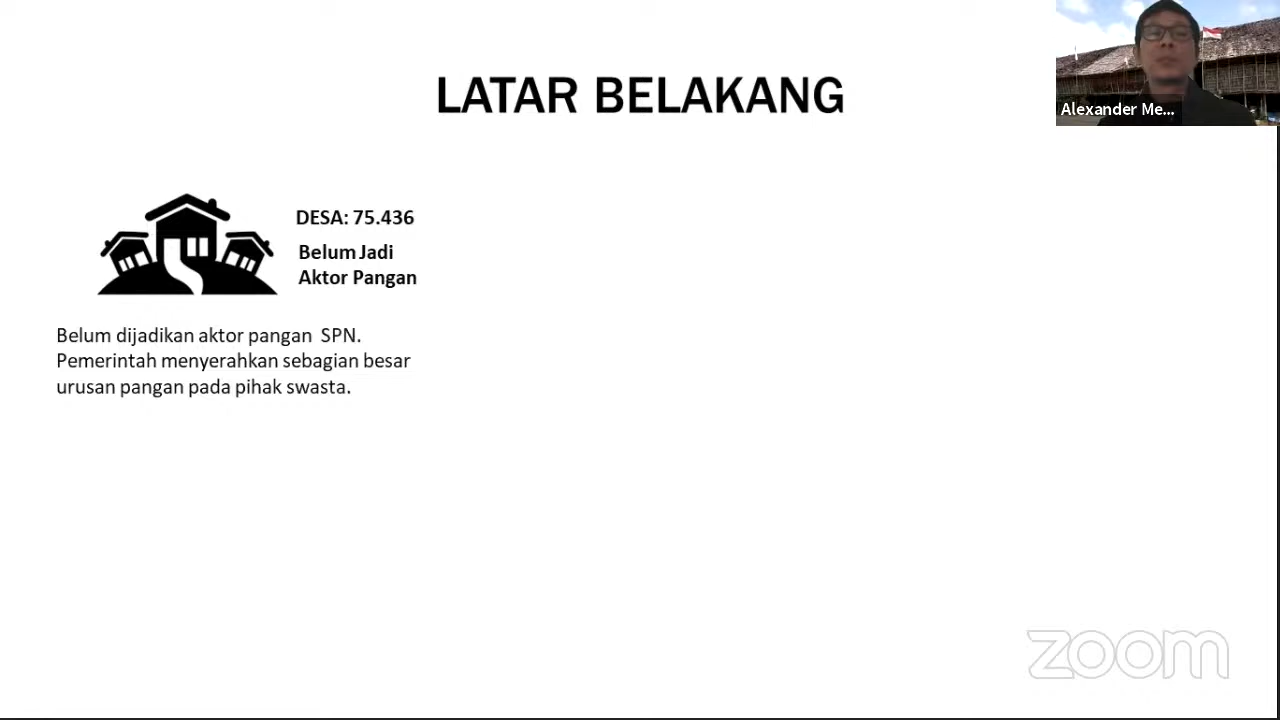 LATAR BELAKANG
Alexander Me...
DESA: 75.436
Belum Jadi
Aktor Pangan
Belum dijadikan aktor pangan SPN.
Pemerintah menyerahkan sebagian besar
urusan pangan pada pihak swasta.
zoom